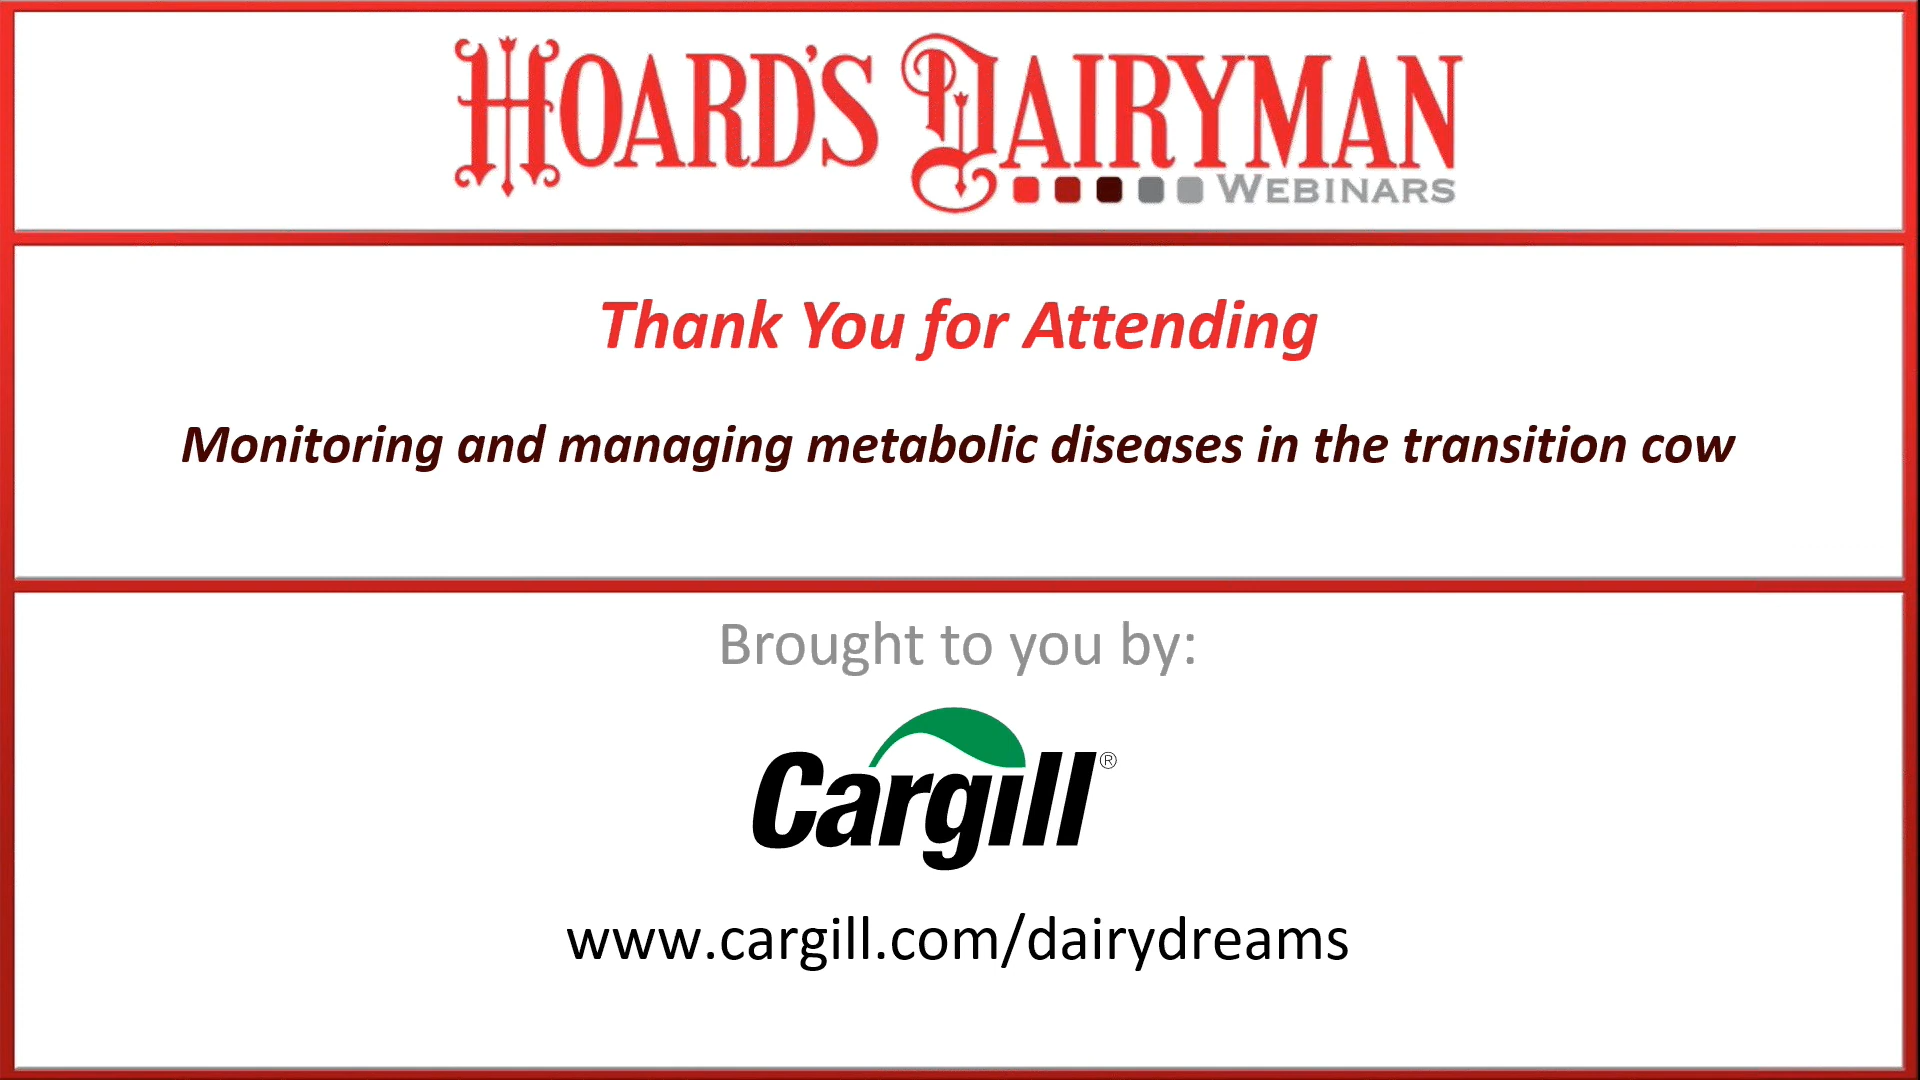 HOARD'S DAIRYMAN
WEBINARS
Thank You for Attending
Monitoring and managing metabolic diseases in the transition cow
Brought to you by:
Cargill®
www.cargill.com/dairydreams